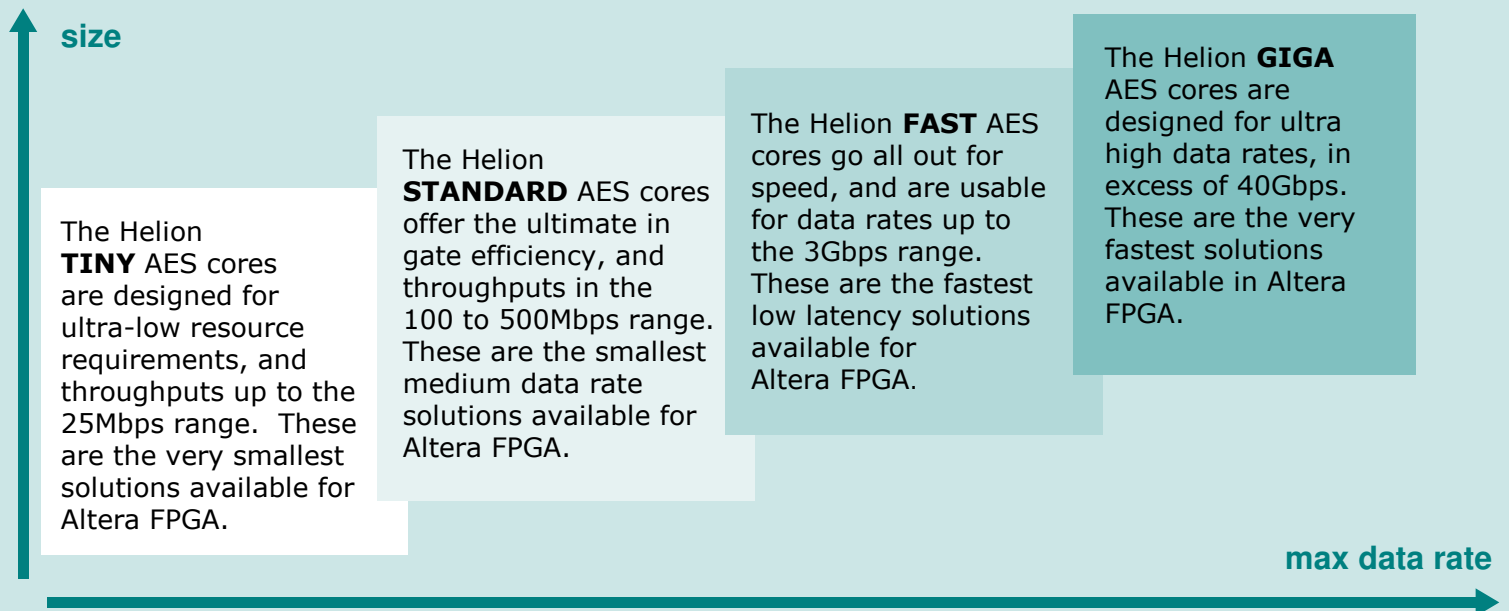 size
The Helion
TINY AES cores
are designed for
ultra-low resource
requirements, and
throughputs up to the
25Mbps range.  These
are the very smallest
solutions available for
Altera FPGA.
The Helion
STANDARD AES cores
offer the ultimate in
gate efficiency, and
throughputs in the
100 to 500Mbps range.
These are the smallest
medium data rate
solutions available for
Altera FPGA.
The Helion FAST AES
cores go all out for
speed, and are usable
for data rates up to
the 3Gbps range.
These are the fastest
low latency solutions
available for
Altera FPGA.
The Helion GIGA
AES cores are
designed for ultra
high data rates, in
excess of 40Gbps.
These are the very
fastest solutions
available in Altera
FPGA.
max data rate